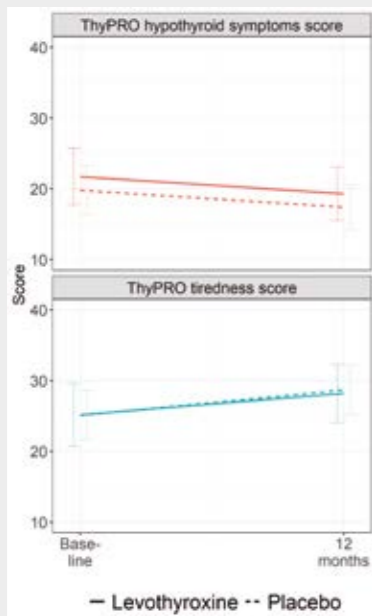 ThyPRO hypothyroid symptoms score
40
30
20
10
Score
ThyPRO tiredness score
40
30
20
10
Base-
line
12
months
Levothyroxine
Placebo